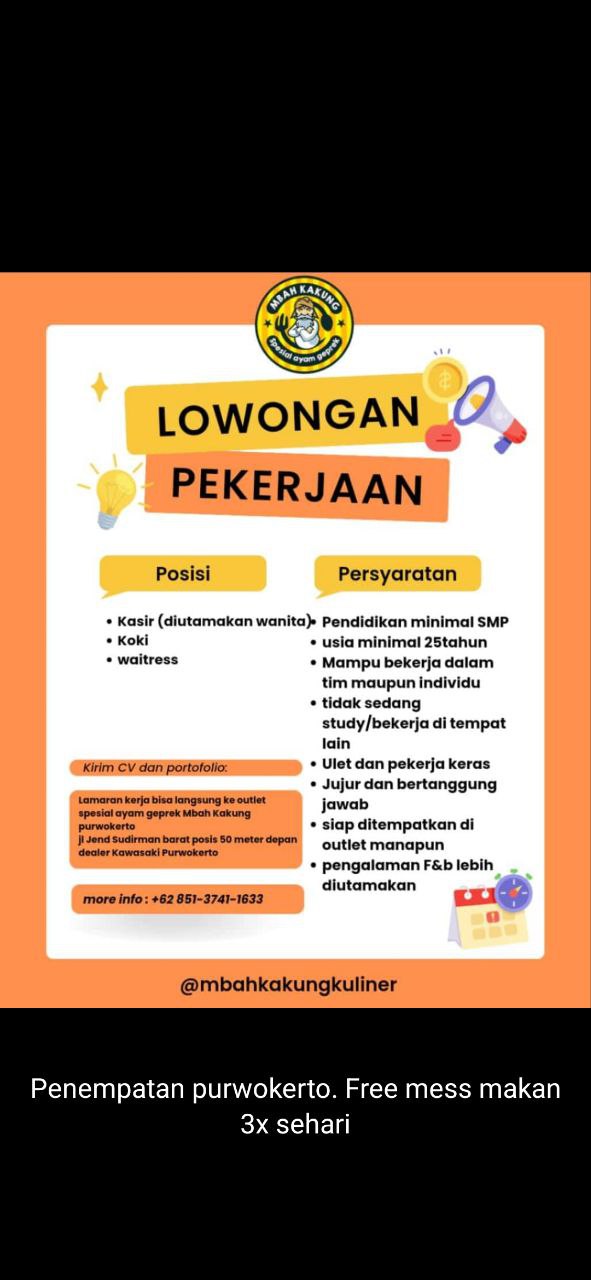 MBAH KAKUNG
Spesial ayam geprek
LOWONGAN
PEKERJAAN
Posisi
• Kasir (diutamakan wanita)
• Koki
• waitress
Persyaratan
• Pendidikan minimal SMP
• usia minimal 25tahun
• Mampu bekerja dalam
tim maupun individu
• tidak sedang
study/bekerja di tempat
lain
• Ulet dan pekerja keras
• Jujur dan bertanggung
jawab
• siap ditempatkan di
outlet manapun
• pengalaman F&b lebih
diutamakan
Kirim CV dan portofolio:
Lamaran kerja bisa langsung ke outlet
spesial ayam geprek Mbah Kakung
purwokerto
jl Jend Sudirman barat posis 50 meter depan
dealer Kawasaki Purwokerto
more info : +62 851-3741-1633
@mbahkakungkuliner
Penempatan purwokerto. Free mess makan
3x sehari